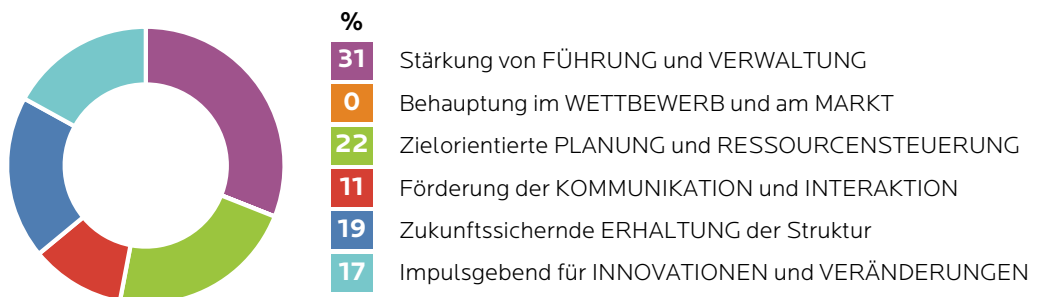 %
31 Stärkung von FÜHRUNG und VERWALTUNG
0 Behauptung im WETTBEWERB und am MARKT
22 Zielorientierte PLANUNG und RESSOURCENSTEUERUNG
11 Förderung der KOMMUNIKATION und INTERAKTION
19 Zukunftssichernde ERHALTUNG der Struktur
17 Impulsgebend für INNOVATIONEN und VERÄNDERUNGEN